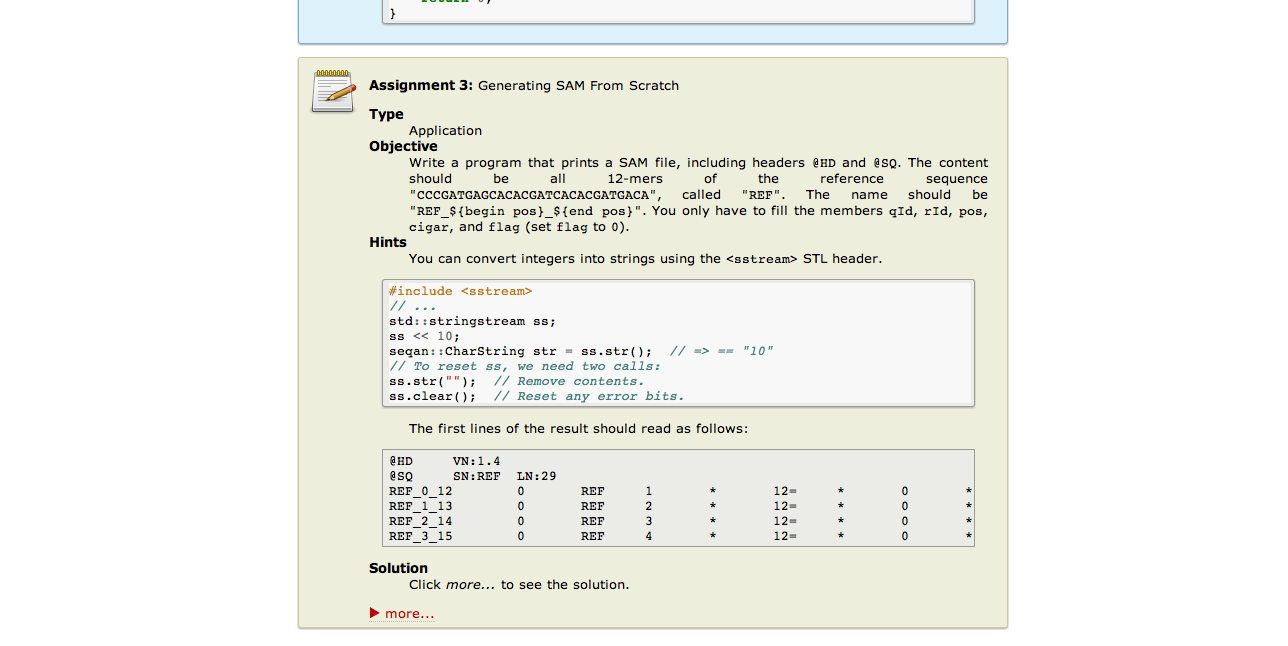 }
Assignment 3: Generating SAM From Scratch
Type
Application
Objective
Write a program that prints a SAM file, including headers @HD and @SQ. The content
should be all 12-mers of the reference sequence
"CCCGATGAGCACACGATCACACGATGACA", called "REF". The name should be
"REF_${begin pos}_${end pos}". You only have to fill the members qId, rId, pos,
cigar, and flag (set flag to 0).
Hints
You can convert integers into strings using the <sstream> STL header.
#include <sstream>
// ...
std::stringstream ss;
ss << 10;
seqan::CharString str = ss.str();  // => == "10"
// To reset ss, we need two calls:
ss.str("");  // Remove contents.
ss.clear();  // Reset any error bits.
The first lines of the result should read as follows:
@HD VN:1.4
@SQ SN:REF LN:29
REF_0_12 0 REF 1 * 12= * 0 *
REF_1_13 0 REF 2 * 12= * 0 *
REF_2_14 0 REF 3 * 12= * 0 *
REF_3_15 0 REF 4 * 12= * 0 *
Solution
Click more... to see the solution.
more...